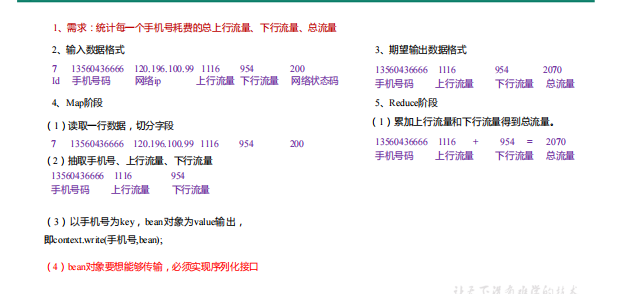 1、需求：统计每一个手机号耗费的总上行流量、下行流量、总流量
2、输入数据格式
7 13560436666 120.196.100.99 1116 954 200
Id 手机号码 网络ip 上行流量 下行流量 网络状态码
3、期望输出数据格式
13560436666 1116 954 2070
手机号码 上行流量 下行流量 总流量
4、Map阶段
（1）读取一行数据，切分字段
7 13560436666 120.196.100.99 1116 954 200
（2）抽取手机号、上行流量、下行流量
13560436666 1116 954
手机号码 上行流量 下行流量
（3）以手机号为key，bean对象为value输出，
即context.write(手机号,bean);
（4）bean对象要想能够传输，必须实现序列化接口
5、Reduce阶段
（1）累加上行流量和下行流量得到总流量。
13560436666 1116 + 954 = 2070
手机号码 上行流量 下行流量 总流量